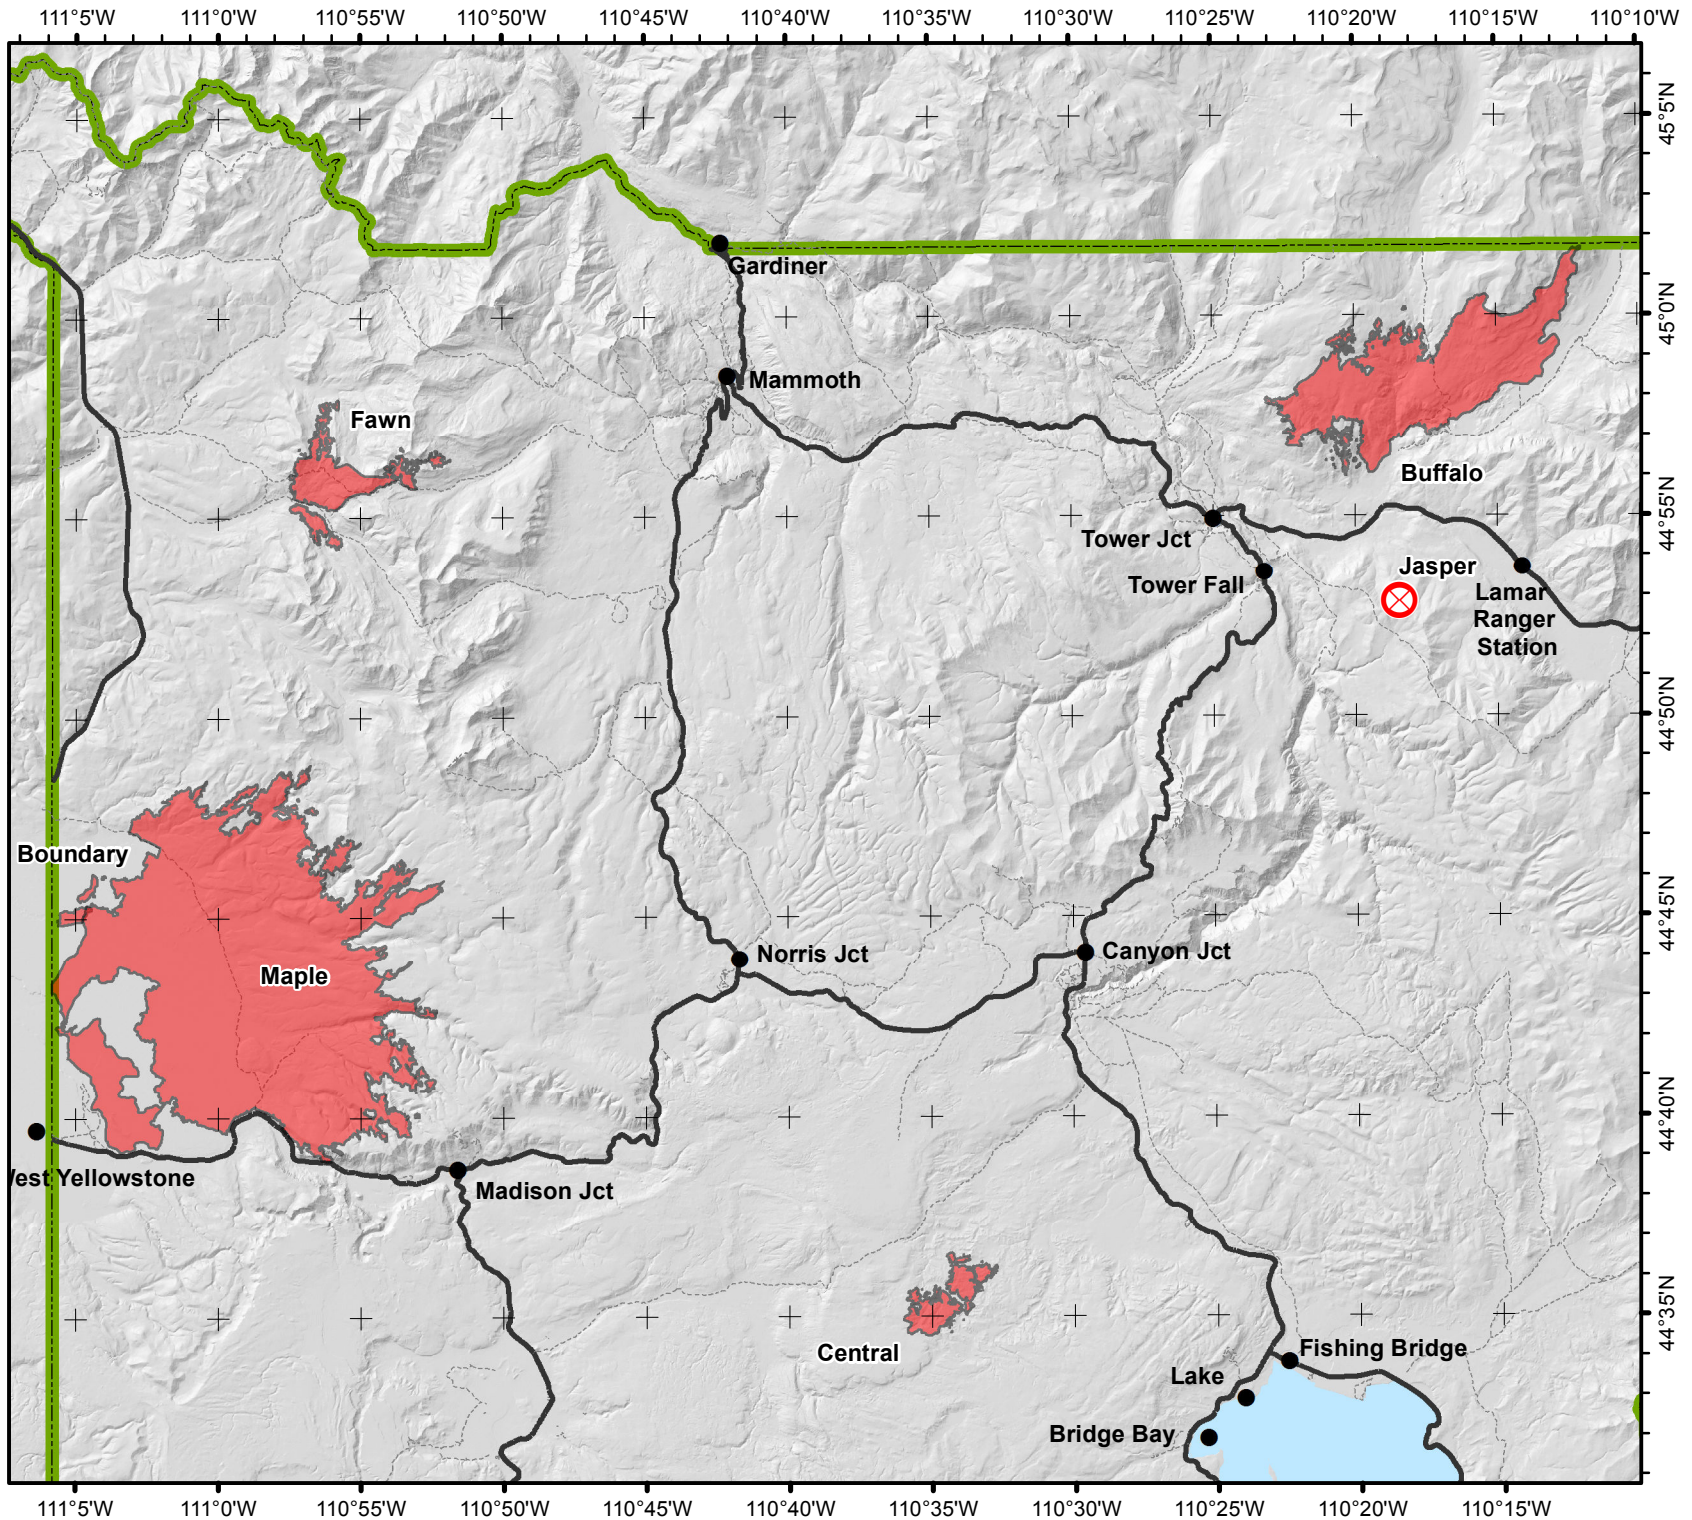 111°5'W 111°0'W 110°55'W 110°50'W 110°45'W 110°40'W 110°35'W 110°30'W 110°25'W 110°20'W 110°15'W 110°10'W
45°5'N
Gardiner
45°0'N
Mammoth
Fawn
Buffalo
44°55'N
Tower Jct
Jasper
Tower Fall
Lamar
Ranger
Station
44°50'N
Boundary
44°45'N
Norris Jct
Canyon Jct
Maple
44°40'N
West Yellowstone
Madison Jct
44°35'N
Central
Fishing Bridge
Lake
Bridge Bay
111°5'W 111°0'W 110°55'W 110°50'W 110°45'W 110°40'W 110°35'W 110°30'W 110°25'W 110°20'W 110°15'W